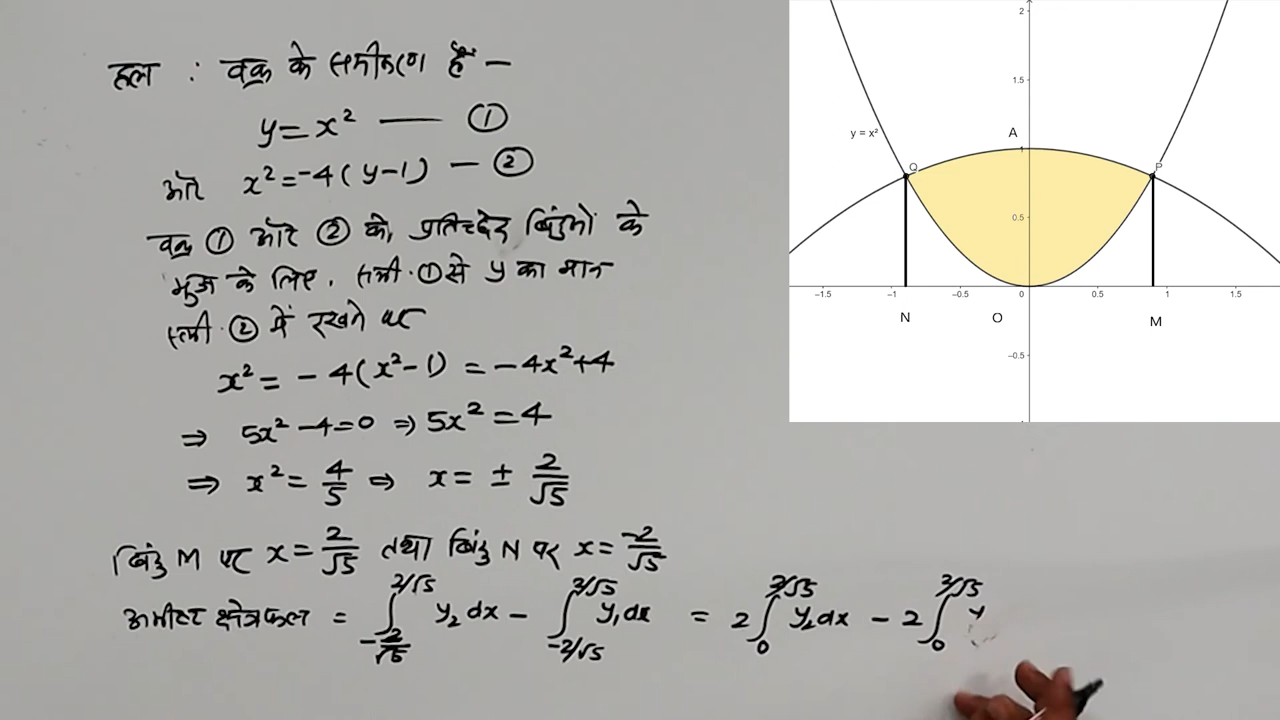 हल : वक्र के समीकरण हैं –
y = x² — ①
और x² = -4(y-1) — ②
वक्र ① और ② के, प्रतिच्छेद बिंदुओं के
भुज के लिए, समी. ① से y का मान
समी. ② में रखने पर
x² = -4(x²-1) = -4x²+4
⇒ 5x²-4=0 ⇒ 5x²=4
⇒ x² = 4/5 ⇒ x = ± 2/√5
बिंदु M पर x = 2/√5 तथा बिंदु N पर x = -2/√5
अभीष्ट क्षेत्रफल = ∫_{-2/√5}^{2/√5} y₂ dx – ∫_{-2/√5}^{2/√5} y₁ dx = 2∫_0^{2/√5} y₂ dx – 2∫_0^{2/√5} y
2
1.5
y = x²
A
1
Q
P
0.5
-1.5 -1 -0.5 0 0.5 1 1.5
N O M
-0.5